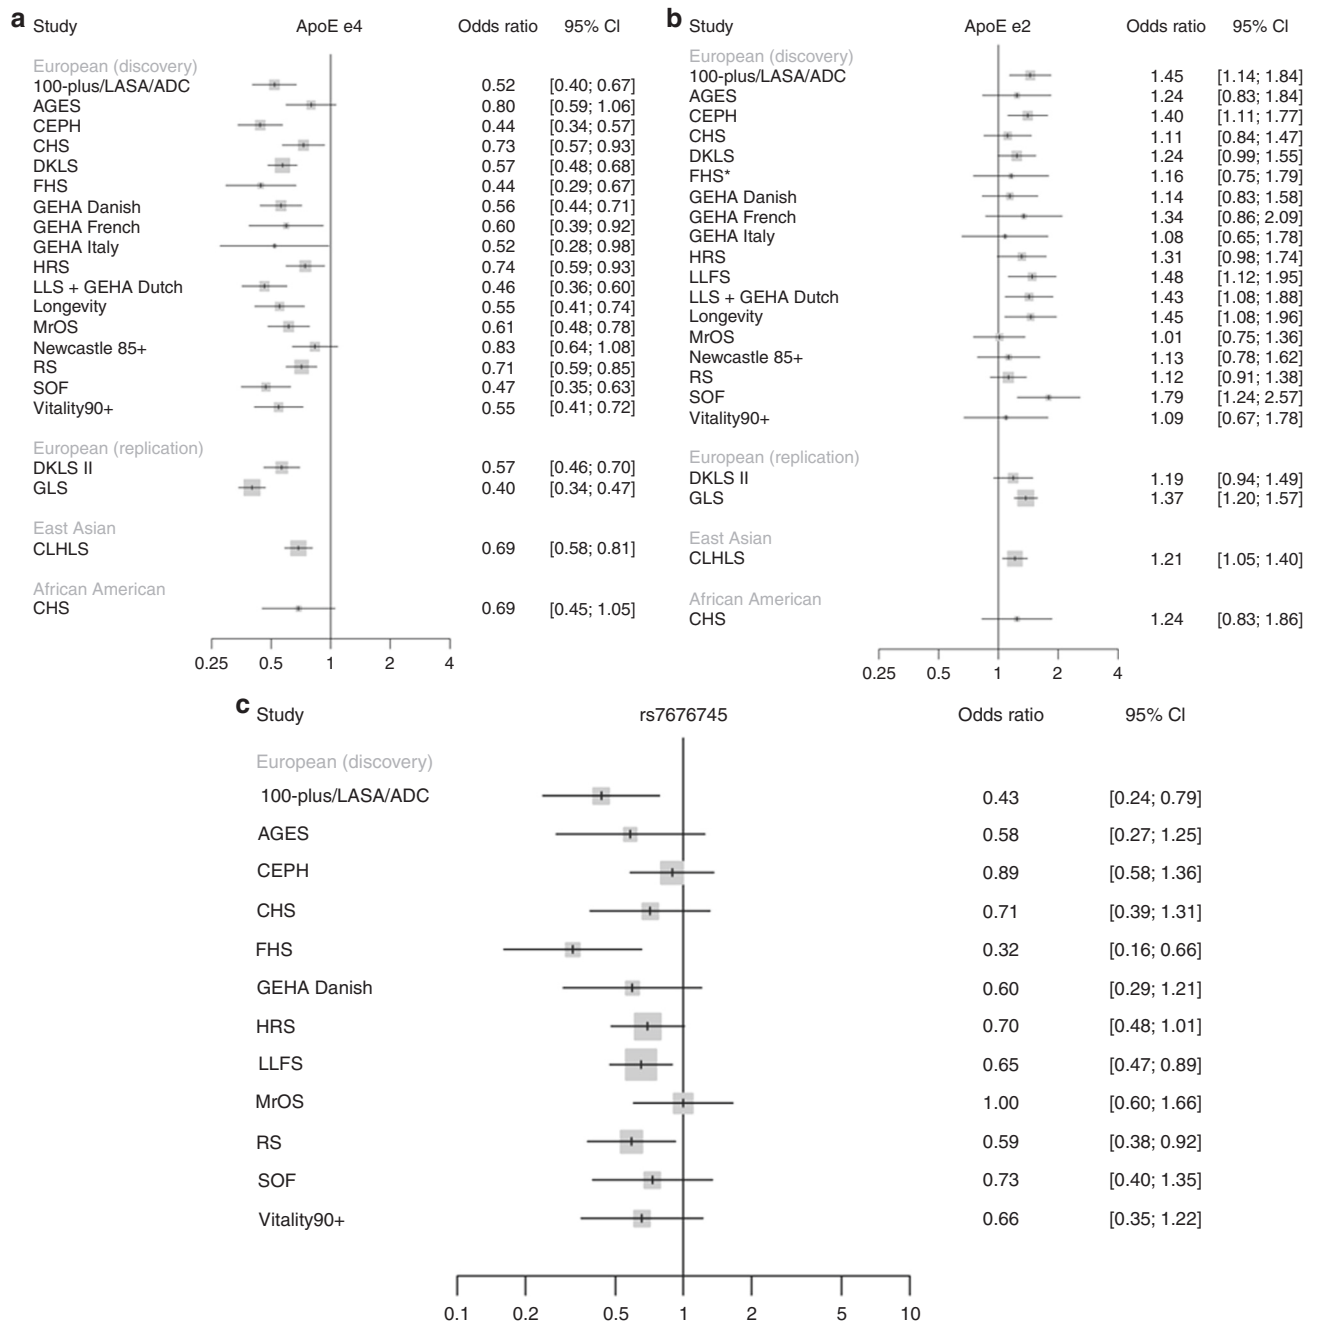 a Study ApoE e4 Odds ratio 95% CI
European (discovery)
100-plus/LASA/ADC 0.52 [0.40; 0.67]
AGES 0.80 [0.59; 1.06]
CEPH 0.44 [0.34; 0.57]
CHS 0.73 [0.57; 0.93]
DKLS 0.57 [0.48; 0.68]
FHS 0.44 [0.29; 0.67]
GEHA Danish 0.56 [0.44; 0.71]
GEHA French 0.60 [0.39; 0.92]
GEHA Italy 0.52 [0.28; 0.98]
HRS 0.74 [0.59; 0.93]
LLS + GEHA Dutch 0.46 [0.36; 0.60]
Longevity 0.55 [0.41; 0.74]
MrOS 0.61 [0.48; 0.78]
Newcastle 85+ 0.83 [0.64; 1.08]
RS 0.71 [0.59; 0.85]
SOF 0.47 [0.35; 0.63]
Vitality90+ 0.55 [0.41; 0.72]
European (replication)
DKLS II 0.57 [0.46; 0.70]
GLS 0.40 [0.34; 0.47]
East Asian
CLHLS 0.69 [0.58; 0.81]
African American
CHS 0.69 [0.45; 1.05]
0.25 0.5 1 2 4
b Study ApoE e2 Odds ratio 95% CI
European (discovery)
100-plus/LASA/ADC 1.45 [1.14; 1.84]
AGES 1.24 [0.83; 1.84]
CEPH 1.40 [1.11; 1.77]
CHS 1.11 [0.84; 1.47]
DKLS 1.24 [0.99; 1.55]
FHS* 1.16 [0.75; 1.79]
GEHA Danish 1.14 [0.83; 1.58]
GEHA French 1.34 [0.86; 2.09]
GEHA Italy 1.08 [0.65; 1.78]
HRS 1.31 [0.98; 1.74]
LLFS 1.48 [1.12; 1.95]
LLS + GEHA Dutch 1.43 [1.08; 1.88]
Longevity 1.45 [1.08; 1.96]
MrOS 1.01 [0.75; 1.36]
Newcastle 85+ 1.13 [0.78; 1.62]
RS 1.12 [0.91; 1.38]
SOF 1.79 [1.24; 2.57]
Vitality90+ 1.09 [0.67; 1.78]
European (replication)
DKLS II 1.19 [0.94; 1.49]
GLS 1.37 [1.20; 1.57]
East Asian
CLHLS 1.21 [1.05; 1.40]
African American
CHS 1.24 [0.83; 1.86]
0.25 0.5 1 2 4
c Study rs7676745 Odds ratio 95% CI
European (discovery)
100-plus/LASA/ADC 0.43 [0.24; 0.79]
AGES 0.58 [0.27; 1.25]
CEPH 0.89 [0.58; 1.36]
CHS 0.71 [0.39; 1.31]
FHS 0.32 [0.16; 0.66]
GEHA Danish 0.60 [0.29; 1.21]
HRS 0.70 [0.48; 1.01]
LLFS 0.65 [0.47; 0.89]
MrOS 1.00 [0.60; 1.66]
RS 0.59 [0.38; 0.92]
SOF 0.73 [0.40; 1.35]
Vitality90+ 0.66 [0.35; 1.22]
0.1 0.2 0.5 1 2 5 10